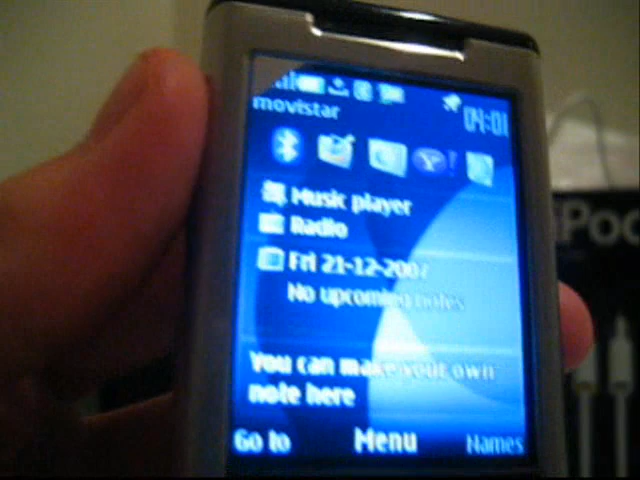 movistar
04:01
Y!
Music player
Radio
Fri 21-12-2007
No upcoming notes
You can make your own
note here
Go to Menu Names
iPod